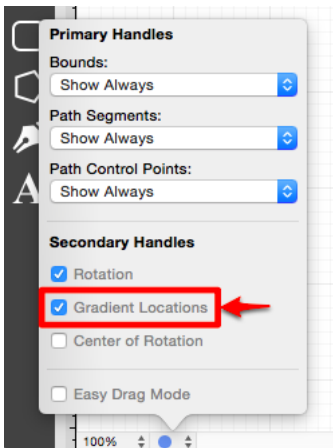 Primary Handles
Bounds:
Show Always
Path Segments:
Show Always
Path Control Points:
Show Always
A
Secondary Handles
Rotation
Gradient Locations
Center of Rotation
Easy Drag Mode
100%